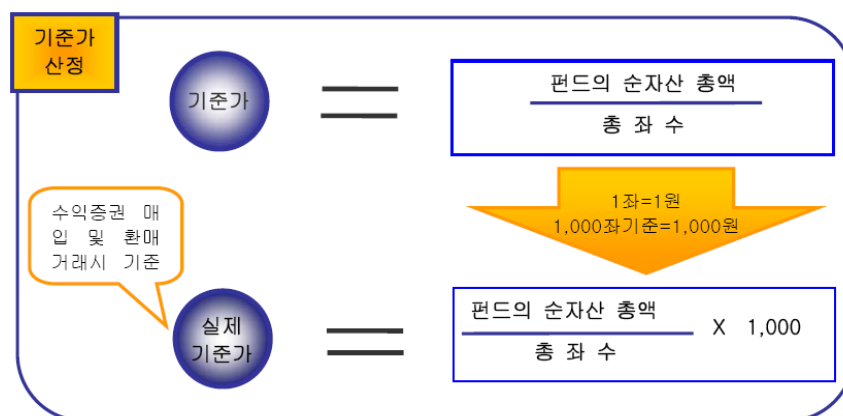 기준가
산정
기준가
펀드의 순자산 총액
총 좌 수
1좌=1원
1,000좌기준=1,000원
수익증권 매
입 및 환매
거래시 기준
실제
기준가
펀드의 순자산 총액
X 1,000
총 좌 수